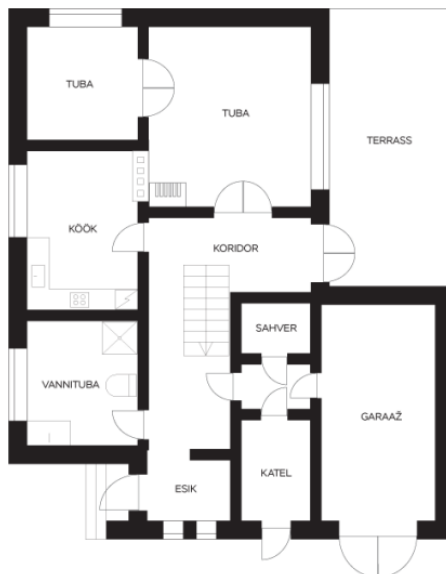 TUBA
TUBA
TERRASS
KÖÖK
KORIDOR
SAHVER
VANNITUBA
GARAAŽ
KATEL
ESIK